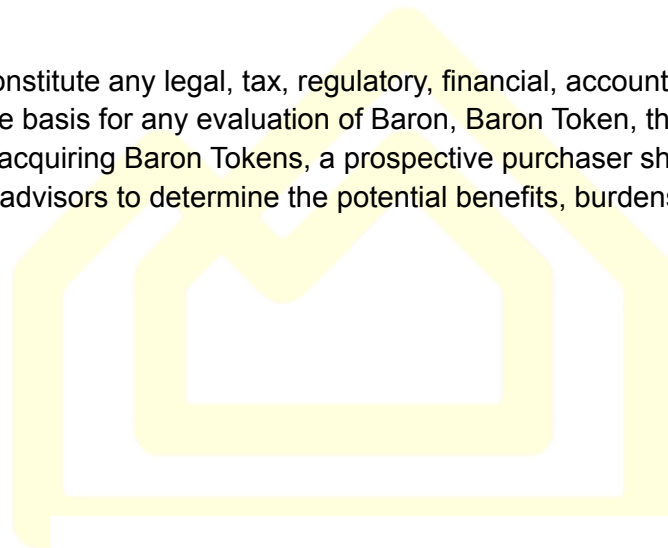 onstitute any legal, tax, regulatory, financial, account
e basis for any evaluation of Baron, Baron Token, th
acquiring Baron Tokens, a prospective purchaser sh
advisors to determine the potential benefits, burdens